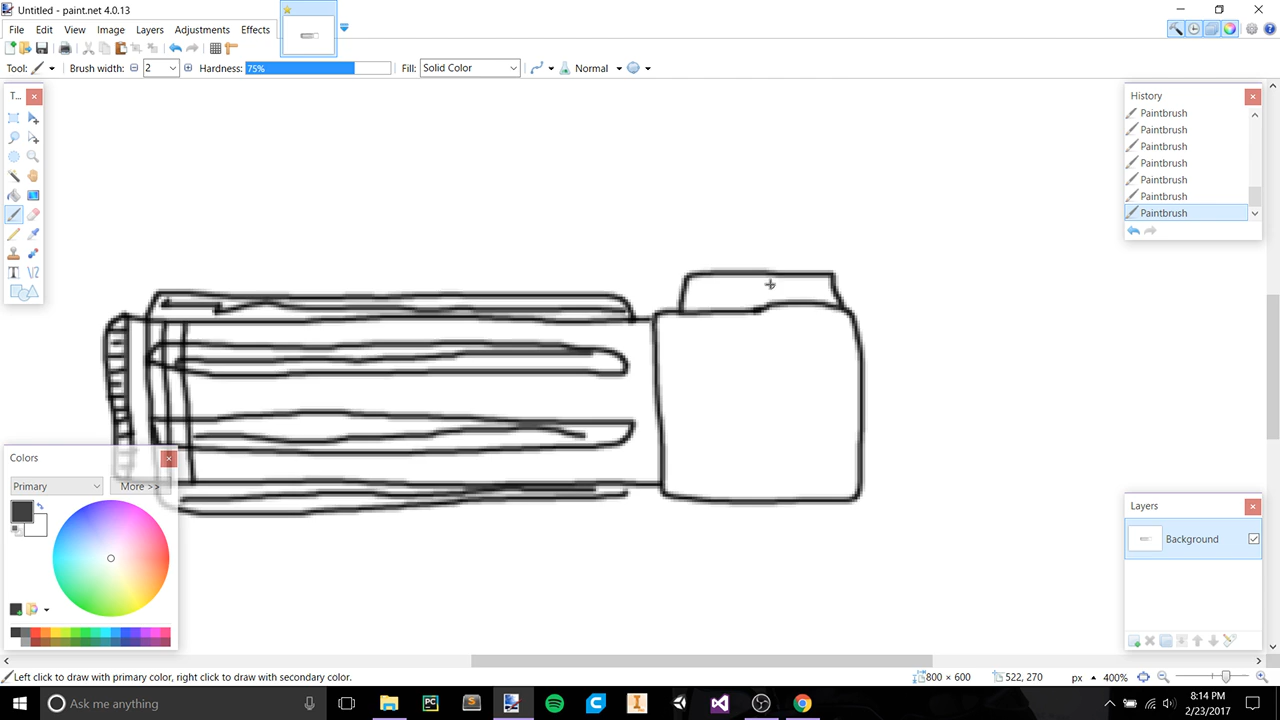 Untitled - paint.net 4.0.13
File Edit View Image Layers Adjustments Effects
Tool: Brush width: 2 Hardness: 75% Fill: Solid Color Normal
T...
History
Paintbrush
Paintbrush
Paintbrush
Paintbrush
Paintbrush
Paintbrush
Paintbrush
Colors
Primary More >>
Layers
Background
Left click to draw with primary color, right click to draw with secondary color. 800 × 600 522, 270 px 400%
Ask me anything
8:14 PM
2/23/2017